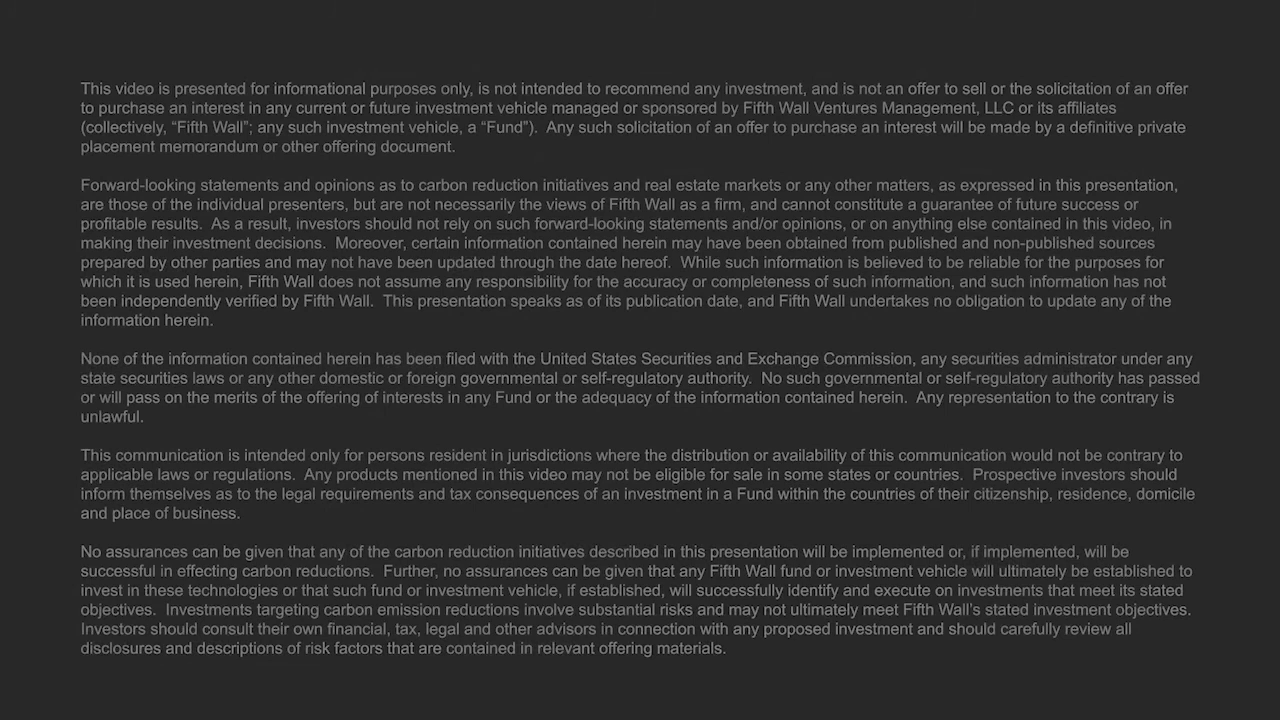 This video is presented for informational purposes only, is not intended to recommend any investment, and is not an offer to sell or the solicitation of an offer
to purchase an interest in any current or future investment vehicle managed or sponsored by Fifth Wall Ventures Management, LLC or its affiliates
(collectively, “Fifth Wall”; any such investment vehicle, a “Fund”).  Any such solicitation of an offer to purchase an interest will be made by a definitive private
placement memorandum or other offering document.

Forward-looking statements and opinions as to carbon reduction initiatives and real estate markets or any other matters, as expressed in this presentation,
are those of the individual presenters, but are not necessarily the views of Fifth Wall as a firm, and cannot constitute a guarantee of future success or
profitable results.  As a result, investors should not rely on such forward-looking statements and/or opinions, or on anything else contained in this video, in
making their investment decisions.  Moreover, certain information contained herein may have been obtained from published and non-published sources
prepared by other parties and may not have been updated through the date hereof.  While such information is believed to be reliable for the purposes for
which it is used herein, Fifth Wall does not assume any responsibility for the accuracy or completeness of such information, and such information has not
been independently verified by Fifth Wall.  This presentation speaks as of its publication date, and Fifth Wall undertakes no obligation to update any of the
information herein.

None of the information contained herein has been filed with the United States Securities and Exchange Commission, any securities administrator under any
state securities laws or any other domestic or foreign governmental or self-regulatory authority.  No such governmental or self-regulatory authority has passed
or will pass on the merits of the offering of interests in any Fund or the adequacy of the information contained herein.  Any representation to the contrary is
unlawful.

This communication is intended only for persons resident in jurisdictions where the distribution or availability of this communication would not be contrary to
applicable laws or regulations.  Any products mentioned in this video may not be eligible for sale in some states or countries.  Prospective investors should
inform themselves as to the legal requirements and tax consequences of an investment in a Fund within the countries of their citizenship, residence, domicile
and place of business.

No assurances can be given that any of the carbon reduction initiatives described in this presentation will be implemented or, if implemented, will be
successful in effecting carbon reductions.  Further, no assurances can be given that any Fifth Wall fund or investment vehicle will ultimately be established to
invest in these technologies or that such fund or investment vehicle, if established, will successfully identify and execute on investments that meet its stated
objectives.  Investments targeting carbon emission reductions involve substantial risks and may not ultimately meet Fifth Wall’s stated investment objectives.
Investors should consult their own financial, tax, legal and other advisors in connection with any proposed investment and should carefully review all
disclosures and descriptions of risk factors that are contained in relevant offering materials.